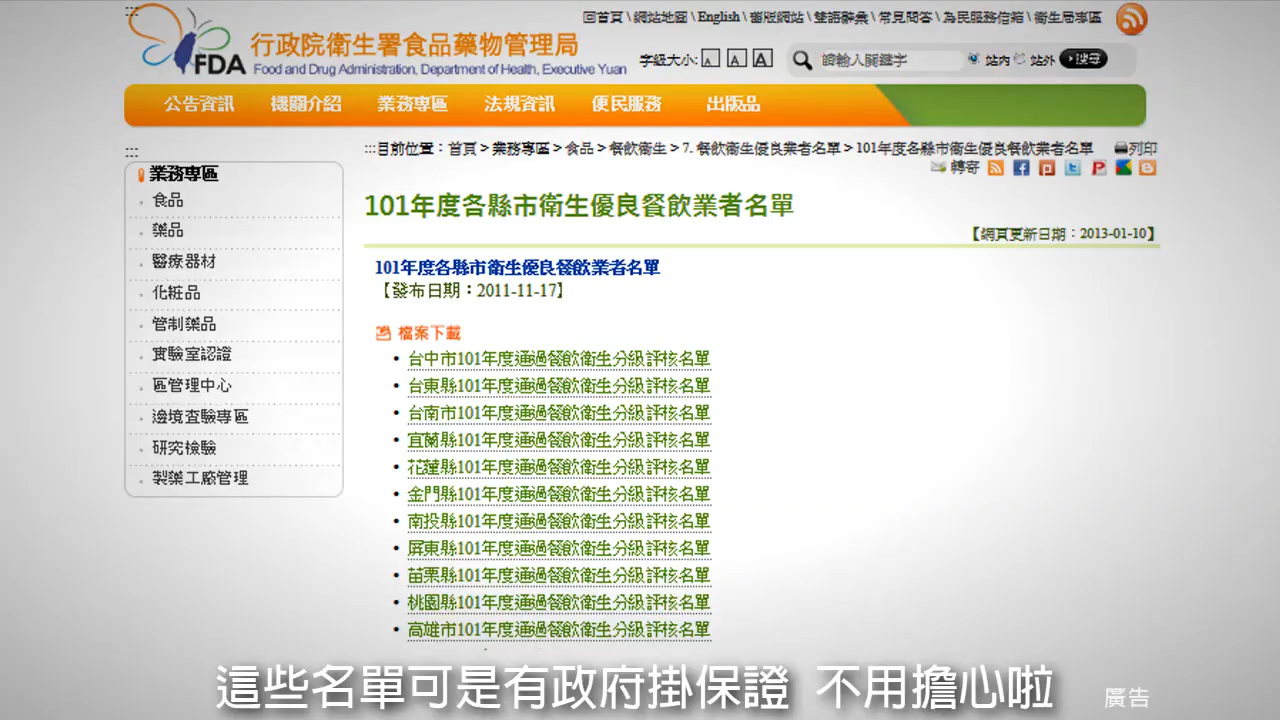 :::
回首頁 \ 網站地圖 \ English \ 舊版網站 \ 雙語辭彙 \ 常見問答 \ 為民服務信箱 \ 衛生局專區
FDA 行政院衛生署食品藥物管理局
Food and Drug Administration, Department of Health, Executive Yuan
字級大小: A A A 請輸入關鍵字 站內 站外 搜尋
公告資訊 機關介紹 業務專區 法規資訊 便民服務 出版品
:::
:::目前位置：首頁 > 業務專區 > 食品 > 餐飲衛生 > 7. 餐飲衛生優良業者名單 > 101年度各縣市衛生優良餐飲業者名單 列印
轉寄
業務專區
食品
藥品
醫療器材
化粧品
管制藥品
實驗室認證
區管理中心
邊境查驗專區
研究檢驗
製藥工廠管理
101年度各縣市衛生優良餐飲業者名單
【網頁更新日期：2013-01-10】
101年度各縣市衛生優良餐飲業者名單
【發布日期：2011-11-17】
檔案下載
• 台中市101年度通過餐飲衛生分級評核名單
• 台東縣101年度通過餐飲衛生分級評核名單
• 台南市101年度通過餐飲衛生分級評核名單
• 宜蘭縣101年度通過餐飲衛生分級評核名單
• 花蓮縣101年度通過餐飲衛生分級評核名單
• 金門縣101年度通過餐飲衛生分級評核名單
• 南投縣101年度通過餐飲衛生分級評核名單
• 屏東縣101年度通過餐飲衛生分級評核名單
• 苗栗縣101年度通過餐飲衛生分級評核名單
• 桃園縣101年度通過餐飲衛生分級評核名單
• 高雄市101年度通過餐飲衛生分級評核名單
這些名單可是有政府掛保證 不用擔心啦
廣告